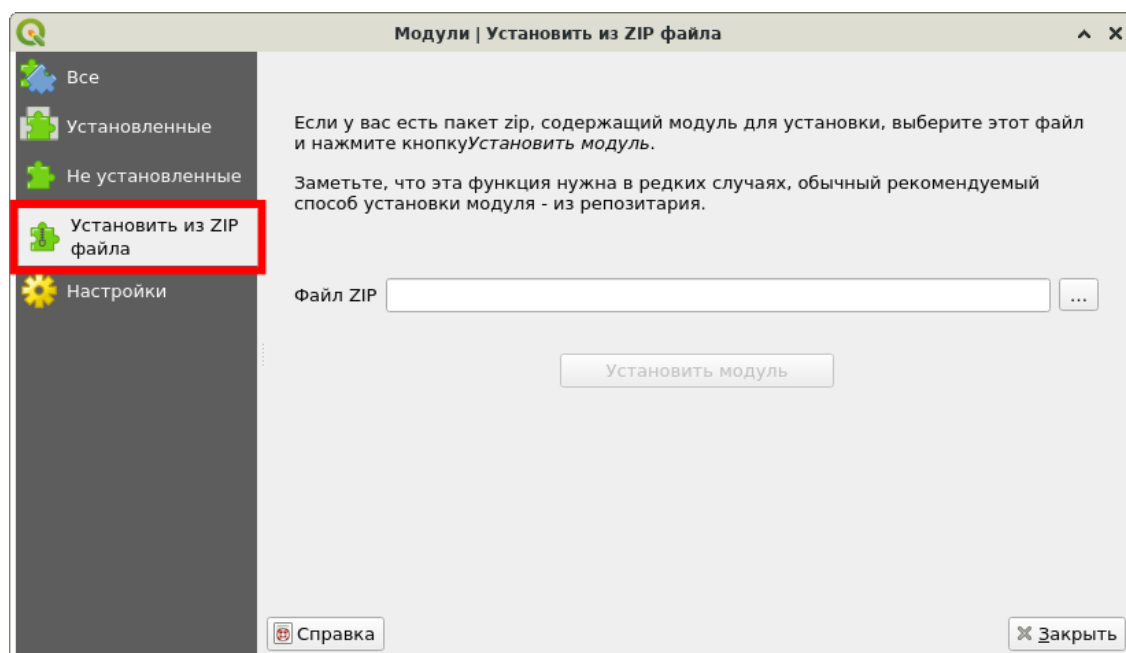 Модули | Установить из ZIP файла
Все
Установленные
Не установленные
Установить из ZIP
файла
Настройки
Если у вас есть пакет zip, содержащий модуль для установки, выберите этот файл
и нажмите кнопкуУстановить модуль.
Заметьте, что эта функция нужна в редких случаях, обычный рекомендуемый
способ установки модуля - из репозитария.
Файл ZIP
...
Установить модуль
Справка
Закрыть